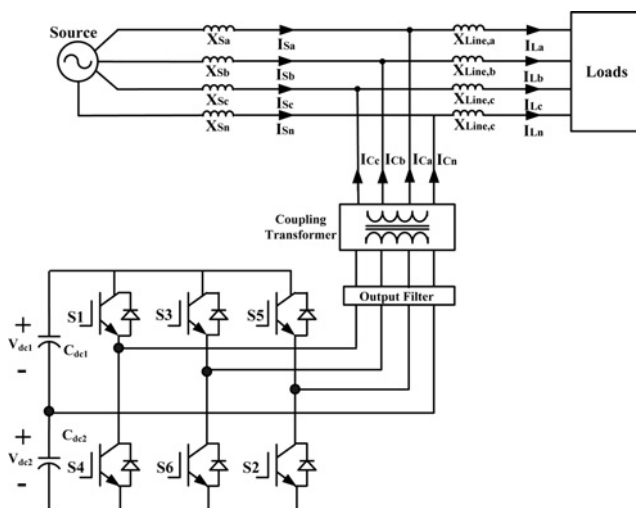 Source
XSa ISa XLine,a ILa
XSb ISb XLine,b ILb
XSc ISc XLine,c ILc
XSn ISn XLine,c ILn
Loads
ICc ICb ICa ICn
Coupling
Transformer
Output Filter
S1 S3 S5
+
Vdc1 Cdc1
-
+ Cdc2
Vdc2 S4 S6 S2
-